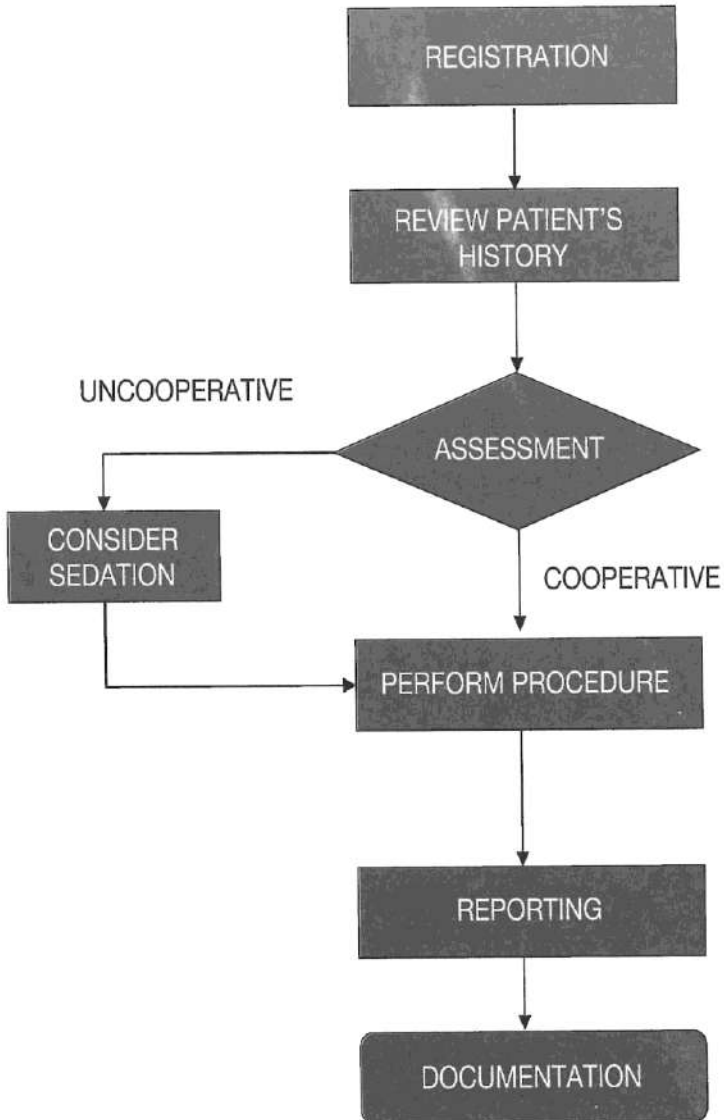 REGISTRATION
REVIEW PATIENT'S
HISTORY
UNCOOPERATIVE
ASSESSMENT
CONSIDER
SEDATION
COOPERATIVE
PERFORM PROCEDURE
REPORTING
DOCUMENTATION